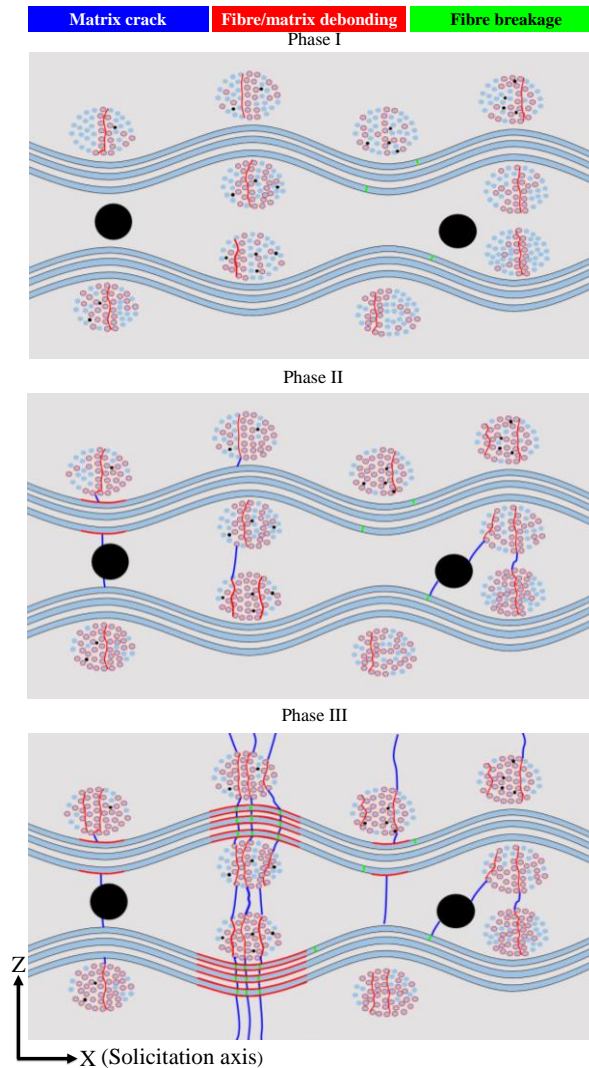 Matrix crack Fibre/matrix debonding Fibre breakage
Phase I
Phase II
Phase III
Z
X (Solicitation axis)